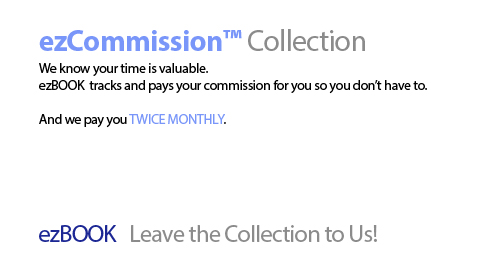 ezCommission™ Collection
We know your time is valuable.
ezBOOK tracks and pays your commission for you so you don't have to.
And we pay you TWICE MONTHLY.
ezBOOK Leave the Collection to Us!